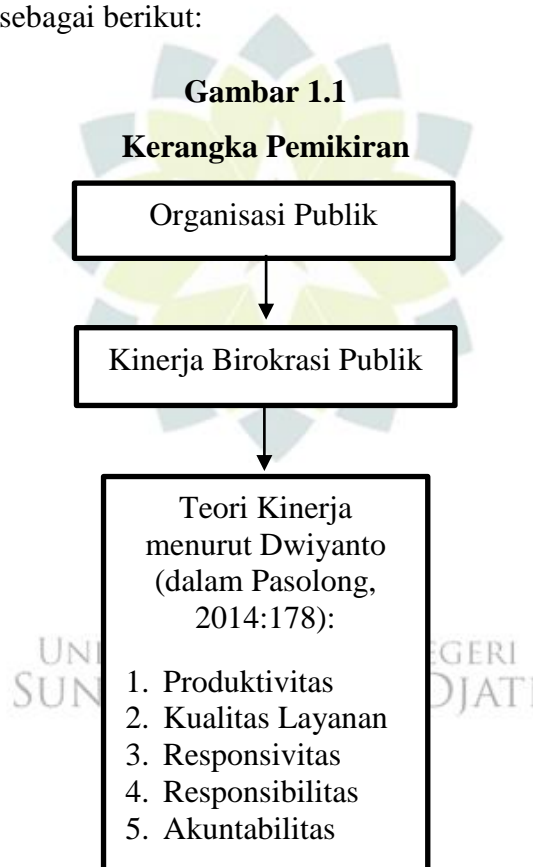 sebagai berikut:
Gambar 1.1
Kerangka Pemikiran
Organisasi Publik
Kinerja Birokrasi Publik
Teori Kinerja
menurut Dwiyanto
(dalam Pasolong,
2014:178):
1. Produktivitas
2. Kualitas Layanan
3. Responsivitas
4. Responsibilitas
5. Akuntabilitas